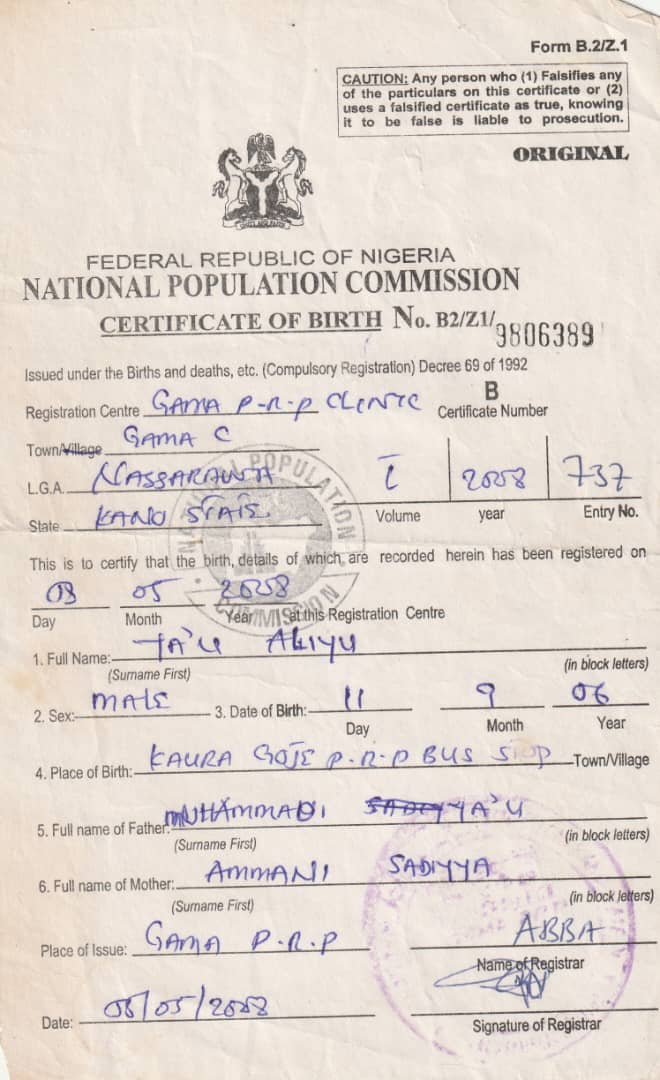 Form B.2/Z.1
CAUTION: Any person who (1) Falsifies any
of the particulars on this certificate or (2)
uses a falsified certificate as true, knowing
it to be false is liable to prosecution.
ORIGINAL
FEDERAL REPUBLIC OF NIGERIA
NATIONAL POPULATION COMMISSION
CERTIFICATE OF BIRTH No. B2/Z1/ 9806389
Issued under the Births and deaths, etc. (Compulsory Registration) Decree 69 of 1992
Registration Centre GAMA P-R-P CLINIC B
Certificate Number
Town/Village GAMA C
L.G.A. NASSARAWA I 2008 737
State KANO STATE Volume year Entry No.
NATIONAL POPULATION COMMISSION
This is to certify that the birth, details of which are recorded herein has been registered on
08 05 2008
Day Month Year at this Registration Centre
1. Full Name: YA'U ALIYU
(Surname First) (in block letters)
2. Sex: MALE 3. Date of Birth: 11 9 06
Day Month Year
4. Place of Birth: KAURA GOJE P-R-P BUS STOP Town/Village
5. Full name of Father: MUHAMMADI YA'U
(Surname First) (in block letters)
6. Full name of Mother: AMMANI SADIYYA
(Surname First) (in block letters)
Place of Issue: GAMA P.R.P ABBA
Name of Registrar
Date: 08/05/2008
Signature of Registrar